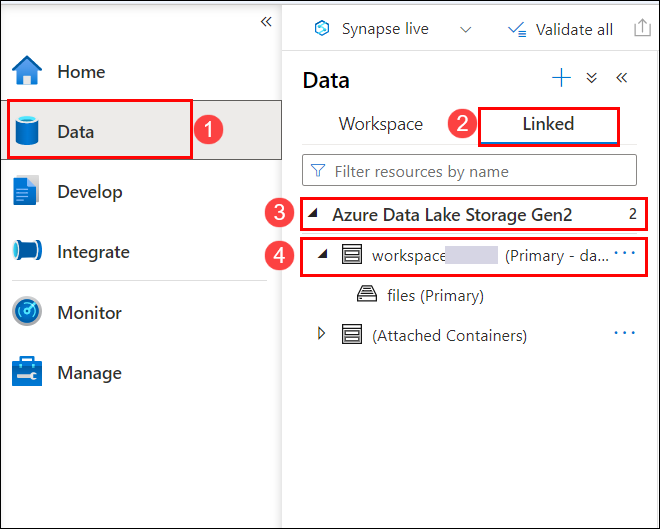 Synapse live
Validate all
Home
Data
1
Develop
Integrate
Monitor
Manage
Data
Workspace
2
Linked
Filter resources by name
3
Azure Data Lake Storage Gen2
2
4
workspace (Primary - da...
files (Primary)
(Attached Containers)